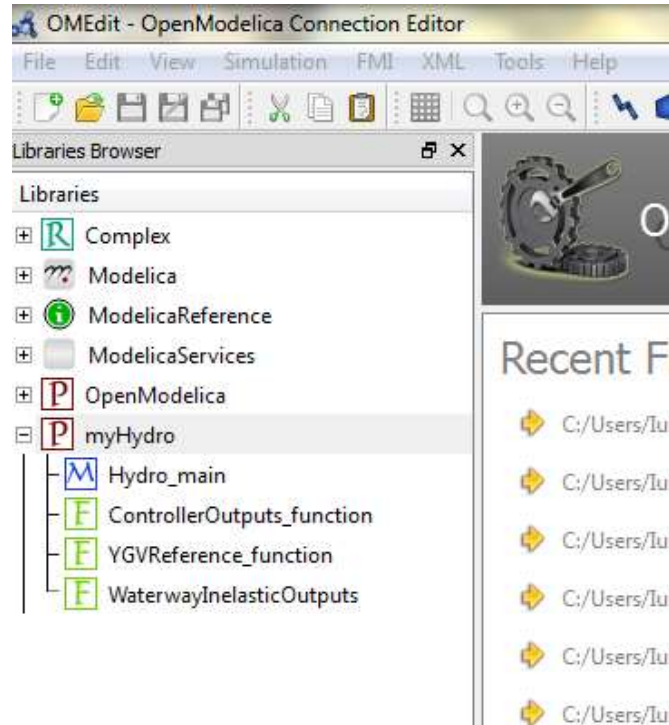 OMEdit - OpenModelica Connection Editor
File Edit View Simulation FMI XML Tools Help
Libraries Browser
Libraries
Complex
Modelica
ModelicaReference
ModelicaServices
OpenModelica
myHydro
Hydro_main
ControllerOutputs_function
YGVReference_function
WaterwayInelasticOutputs
O
Recent F
C:/Users/Iu
C:/Users/Iu
C:/Users/Iu
C:/Users/Iu
C:/Users/Iu
C:/Users/Iu